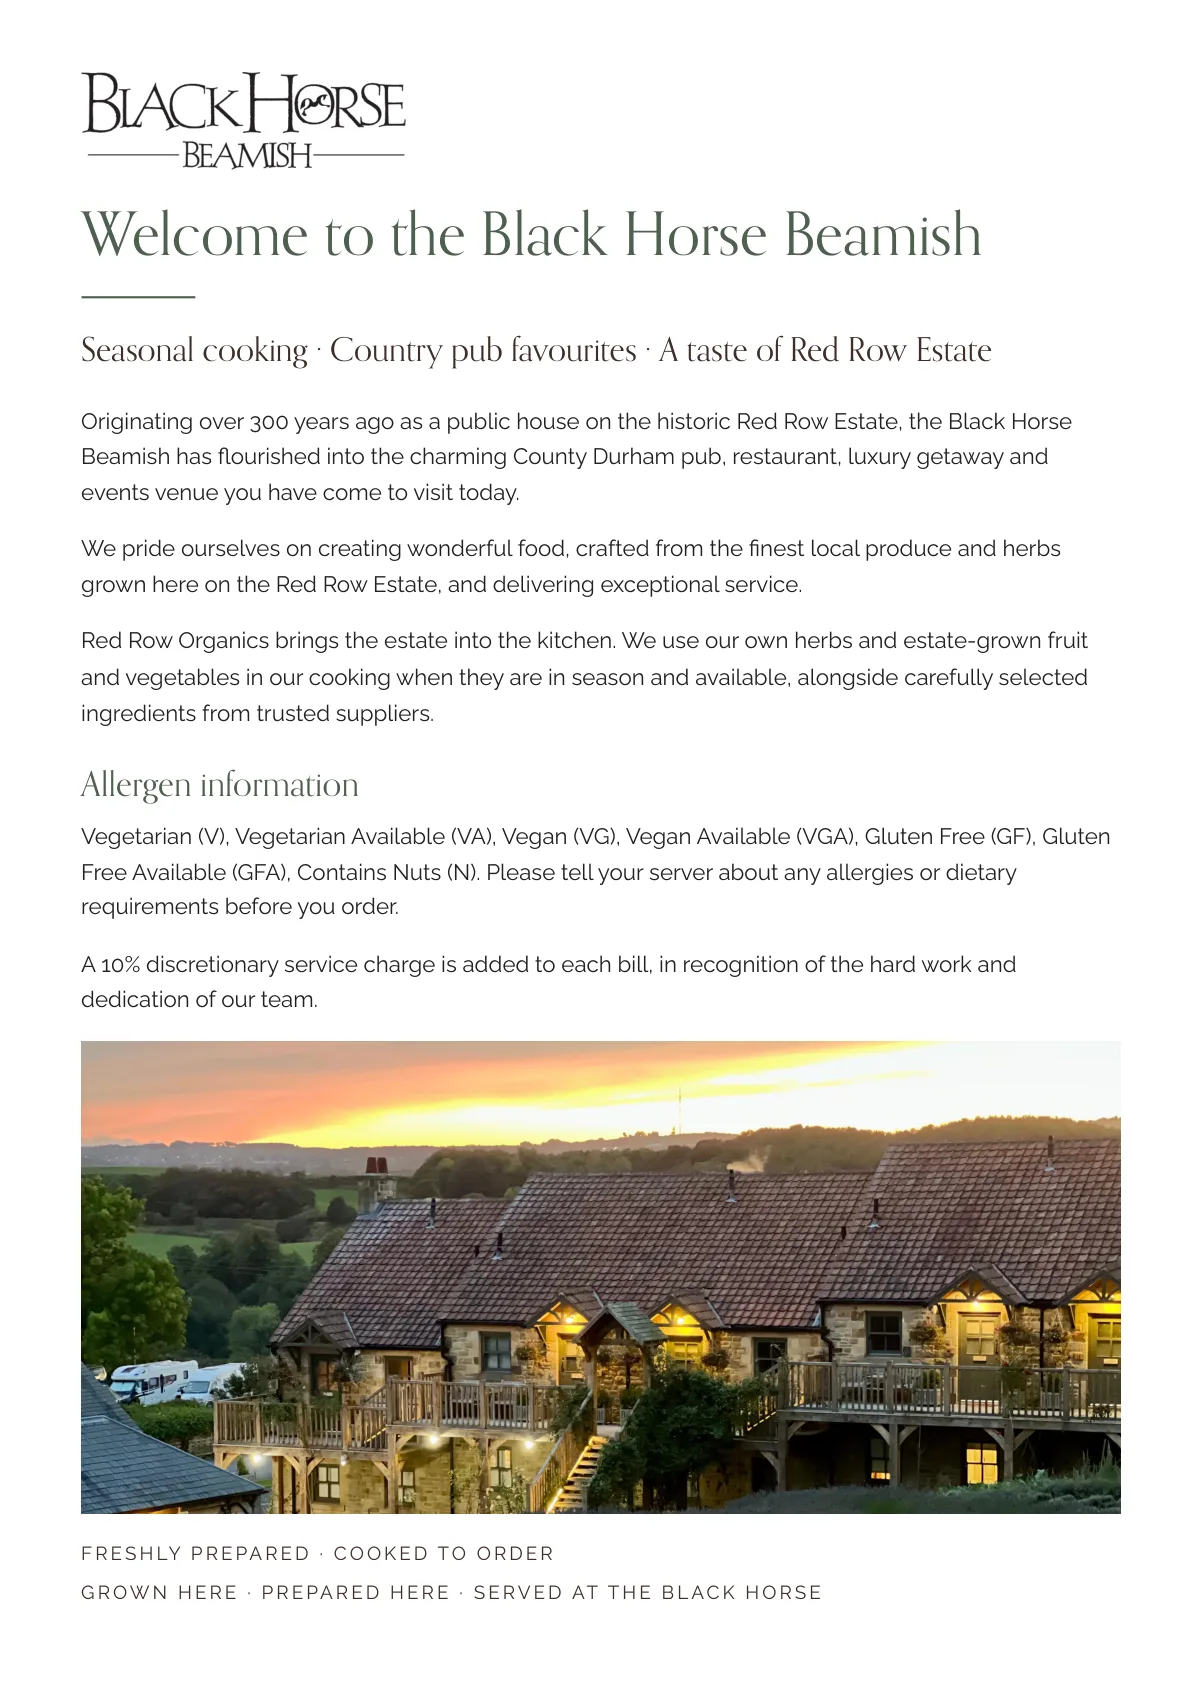 BLACK HORSE
BEAMISH
Welcome to the Black Horse Beamish
Seasonal cooking · Country pub favourites · A taste of Red Row Estate
Originating over 300 years ago as a public house on the historic Red Row Estate, the Black Horse
Beamish has flourished into the charming County Durham pub, restaurant, luxury getaway and
events venue you have come to visit today.
We pride ourselves on creating wonderful food, crafted from the finest local produce and herbs
grown here on the Red Row Estate, and delivering exceptional service.
Red Row Organics brings the estate into the kitchen. We use our own herbs and estate-grown fruit
and vegetables in our cooking when they are in season and available, alongside carefully selected
ingredients from trusted suppliers.
Allergen information
Vegetarian (V), Vegetarian Available (VA), Vegan (VG), Vegan Available (VGA), Gluten Free (GF), Gluten
Free Available (GFA), Contains Nuts (N). Please tell your server about any allergies or dietary
requirements before you order.
A 10% discretionary service charge is added to each bill, in recognition of the hard work and
dedication of our team.
FRESHLY PREPARED · COOKED TO ORDER
GROWN HERE · PREPARED HERE · SERVED AT THE BLACK HORSE